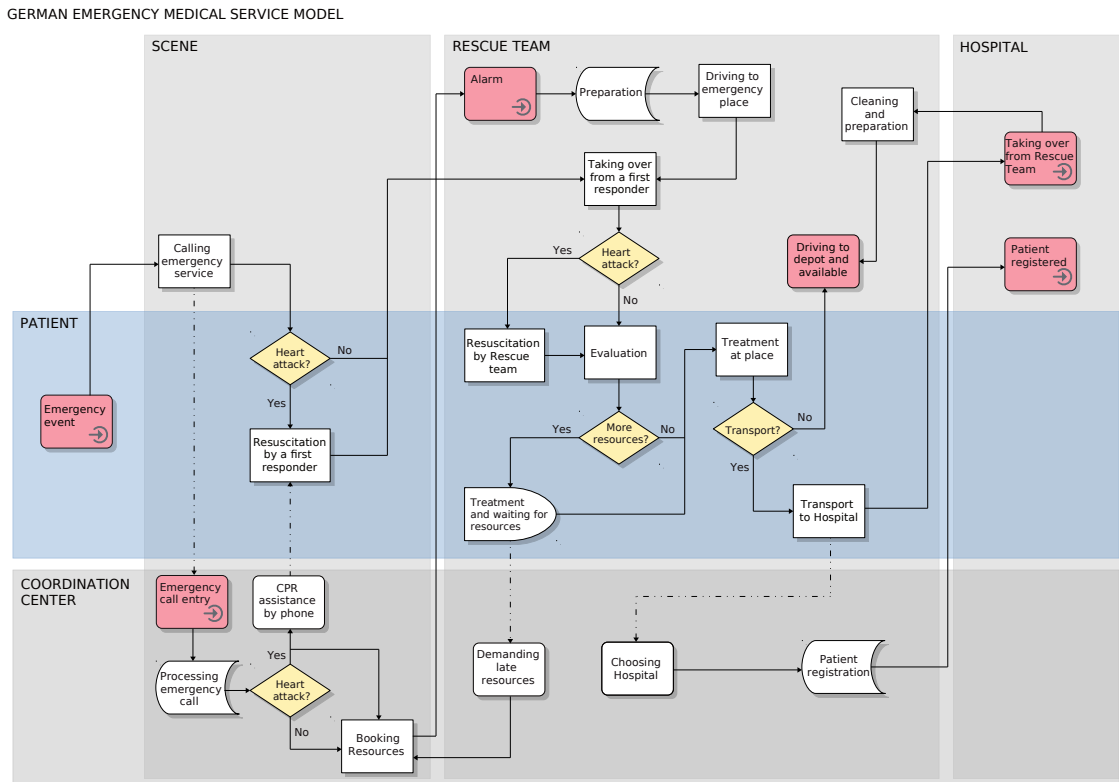 GERMAN EMERGENCY MEDICAL SERVICE MODEL
SCENE
RESCUE TEAM
HOSPITAL
Alarm
Preparation
Driving to
emergency
place
Cleaning
and
preparation
Taking over
from Rescue
Team
Taking over
from a first
responder
Calling
emergency
service
Yes
Heart
attack?
No
Driving to
depot and
available
Patient
registered
PATIENT
Heart
attack?
No
Yes
Resuscitation
by Rescue
team
Evaluation
Treatment
at place
Emergency
event
Resuscitation
by a first
responder
Yes
More
resources?
No
Transport?
No
Yes
Treatment
and waiting for
resources
Transport
to Hospital
COORDINATION
CENTER
Emergency
call entry
CPR
assistance
by phone
Processing
emergency
call
Yes
Heart
attack?
No
Booking
Resources
Demanding
late
resources
Choosing
Hospital
Patient
registration